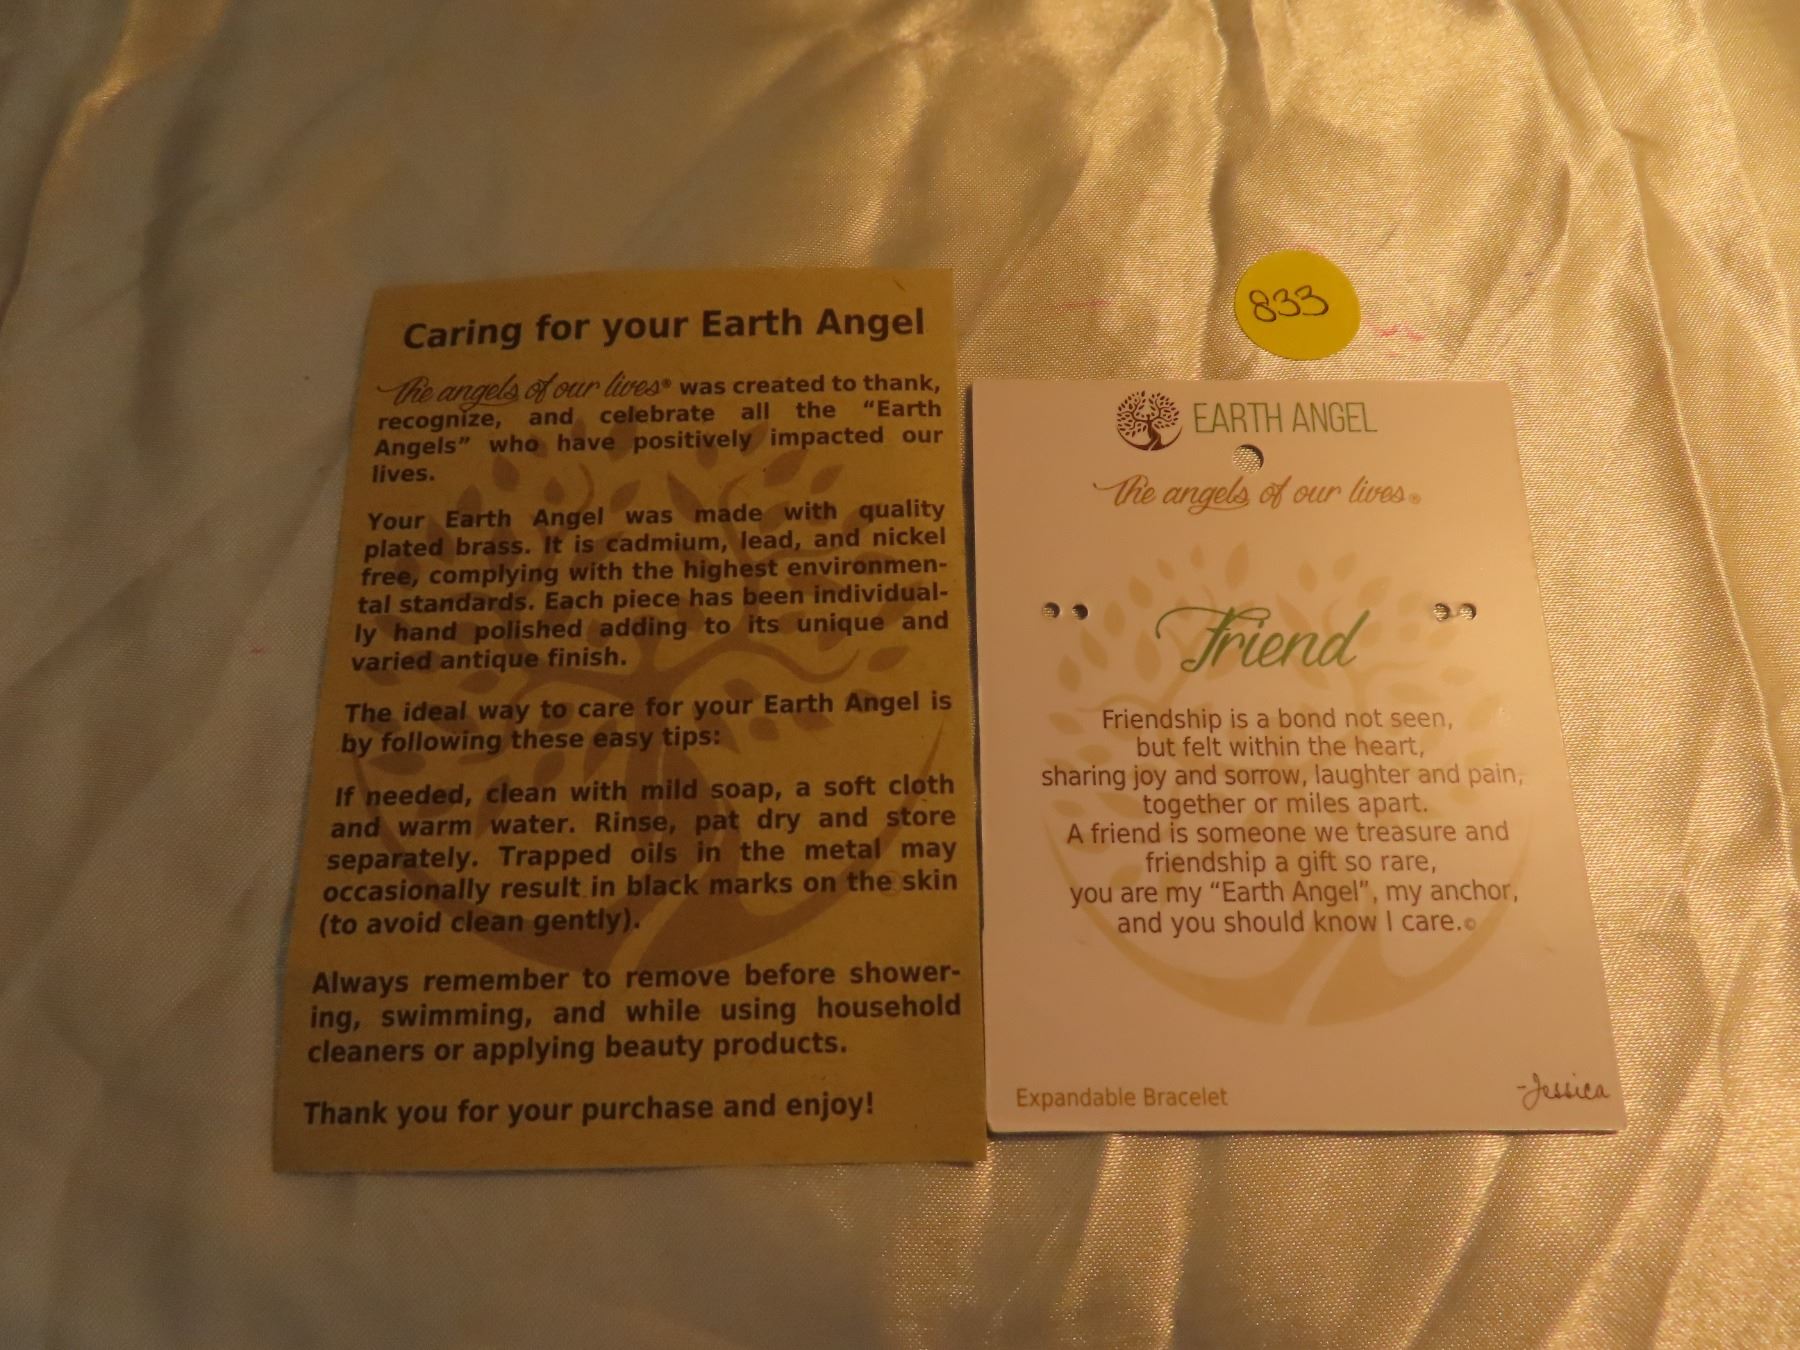 Caring for your Earth Angel
The angels of our lives® was created to thank,
recognize, and celebrate all the “Earth
Angels” who have positively impacted our
lives.
Your Earth Angel was made with quality
plated brass. It is cadmium, lead, and nickel
free, complying with the highest environmen-
tal standards. Each piece has been individual-
ly hand polished adding to its unique and
varied antique finish.
The ideal way to care for your Earth Angel is
by following these easy tips:
If needed, clean with mild soap, a soft cloth
and warm water. Rinse, pat dry and store
separately. Trapped oils in the metal may
occasionally result in black marks on the skin
(to avoid clean gently).
Always remember to remove before shower-
ing, swimming, and while using household
cleaners or applying beauty products.
Thank you for your purchase and enjoy!
833
EARTH ANGEL
The angels of our lives®
Friend
Friendship is a bond not seen,
but felt within the heart,
sharing joy and sorrow, laughter and pain,
together or miles apart.
A friend is someone we treasure and
friendship a gift so rare,
you are my “Earth Angel”, my anchor,
and you should know I care.©
Expandable Bracelet
-Jessica